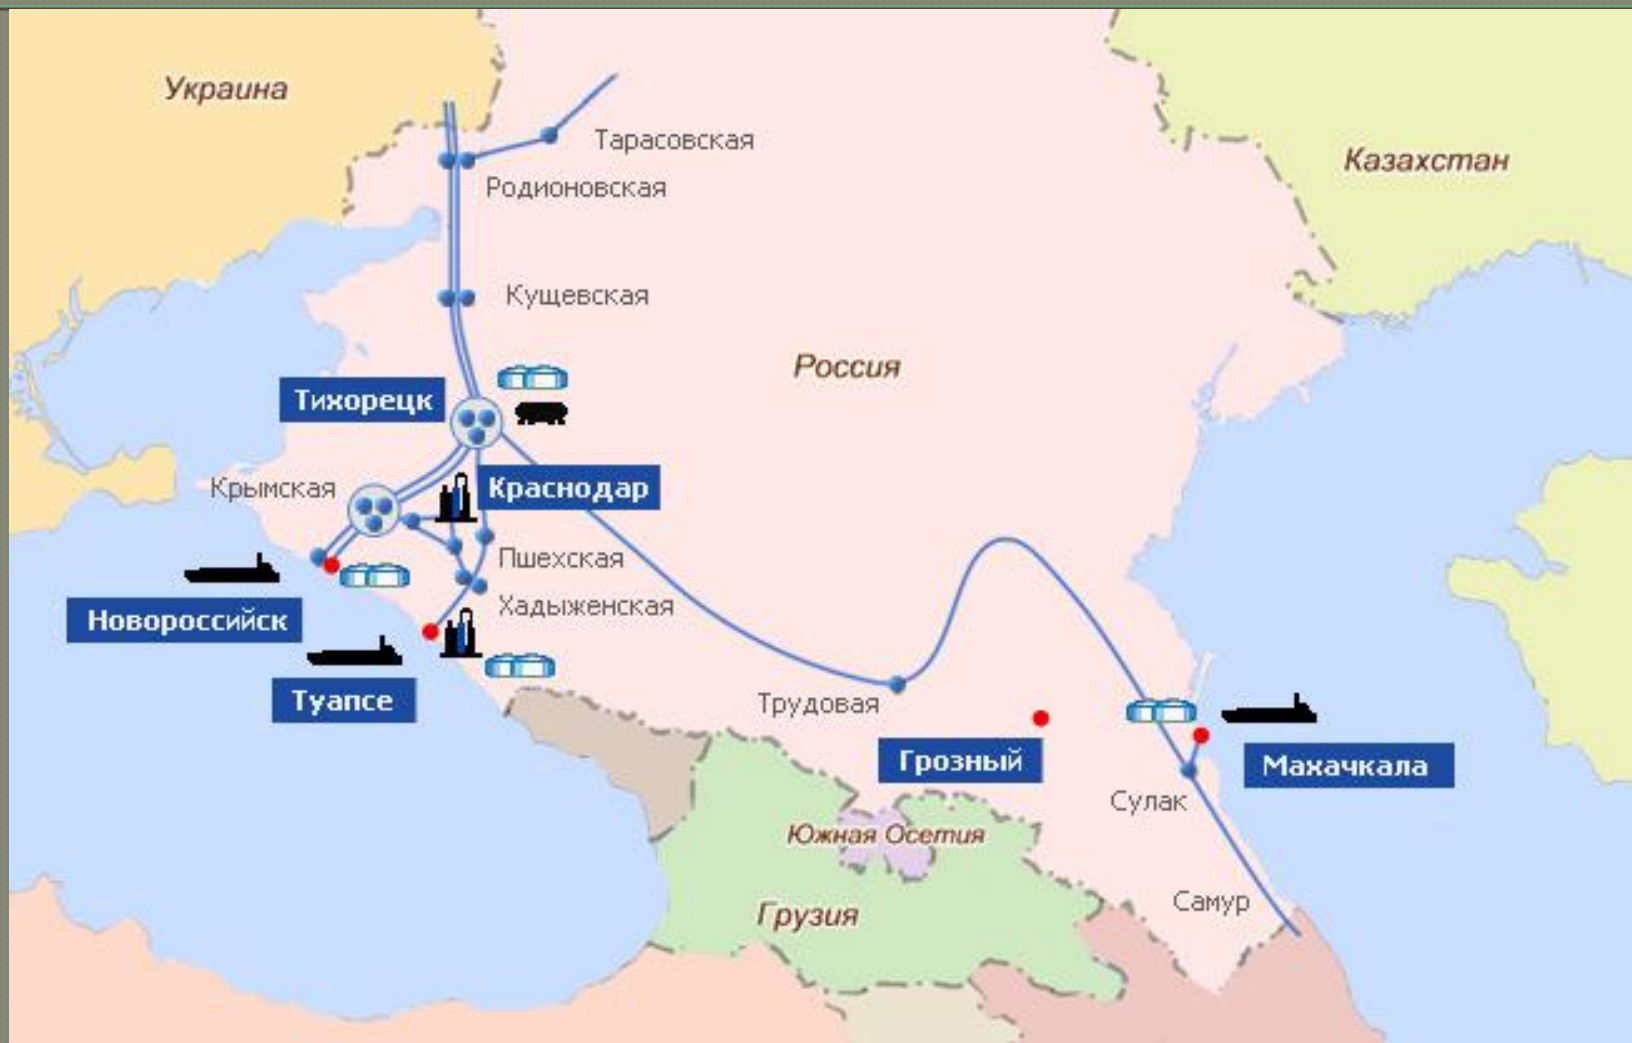 Украина
Тарасовская
Казахстан
Родионовская
Кущевская
Россия
Тихорецк
Крымская
Краснодар
Пшехская
Хадыженская
Новороссийск
Туапсе
Трудовая
Грозный
Махачкала
Сулак
Южная Осетия
Самур
Грузия